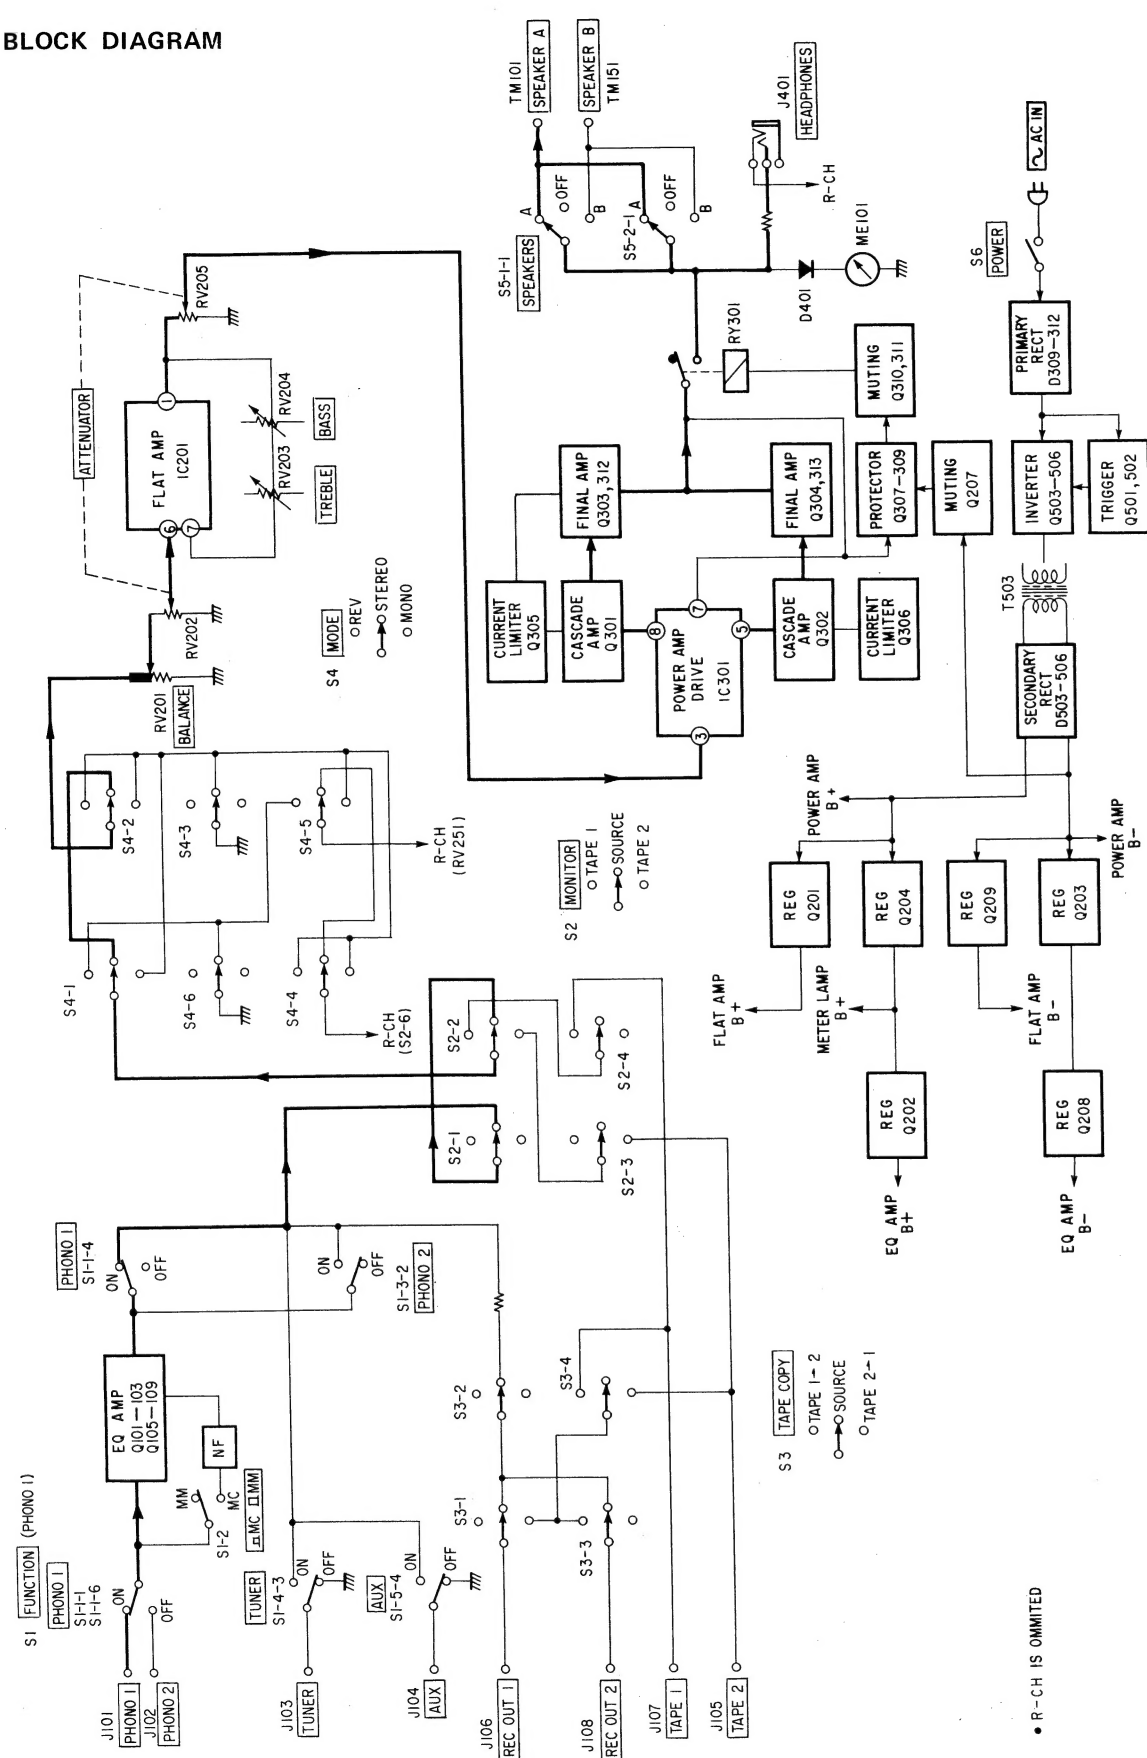 BLOCK DIAGRAM
S1 FUNCTION (PHONO 1)
PHONO 1
S1-1-1
S1-1-6
ON
OFF
J101
PHONO 1
J102
PHONO 2
EQ AMP
Q101-103
Q105-109
NF
MM
MC
S1-2
MC MM
PHONO 1
S1-1-4
ON
OFF
ON
OFF
S1-3-2
PHONO 2
TUNER
S1-4-3
ON
OFF
J103
TUNER
AUX
S1-5-4
ON
OFF
J104
AUX
J106
REC OUT 1
J108
REC OUT 2
J107
TAPE 1
J105
TAPE 2
S3-1
S3-2
S3-3
S3-4
S3 TAPE COPY
TAPE 1→2
SOURCE
TAPE 2→1
S2-1
S2-2
S2-3
S2-4
S2 MONITOR
TAPE 1
SOURCE
TAPE 2
S4-1
S4-6
S4-4
R-CH
(S2-6)
S4-2
S4-3
S4-5
R-CH
(RV251)
RV201
BALANCE
RV202
S4 MODE
REV
STEREO
MONO
ATTENUATOR
FLAT AMP
IC201
6
7
1
RV203
TREBLE
RV204
BASS
RV205
POWER AMP
DRIVE
IC301
3
8
7
5
CURRENT
LIMITER
Q305
CASCADE
AMP
Q301
FINAL AMP
Q303,312
CASCADE
AMP
Q302
CURRENT
LIMITER
Q306
FINAL AMP
Q304,313
PROTECTOR
Q307-309
MUTING
Q310,311
MUTING
Q207
RY301
S5-1-1
SPEAKERS
A
OFF
B
S5-2-1
A
OFF
B
TM101
SPEAKER A
SPEAKER B
TM151
J401
HEADPHONES
R-CH
D401
ME101
AC IN
S6
POWER
PRIMARY
RECT
D309-312
INVERTER
Q503-506
TRIGGER
Q501,502
T503
SECONDARY
RECT
D503-506
POWER AMP
B+
POWER AMP
B-
REG
Q201
REG
Q204
REG
Q209
REG
Q203
FLAT AMP
B+
METER LAMP
B+
FLAT AMP
B-
REG
Q202
REG
Q208
EQ AMP
B+
EQ AMP
B-
● R-CH IS OMMITED